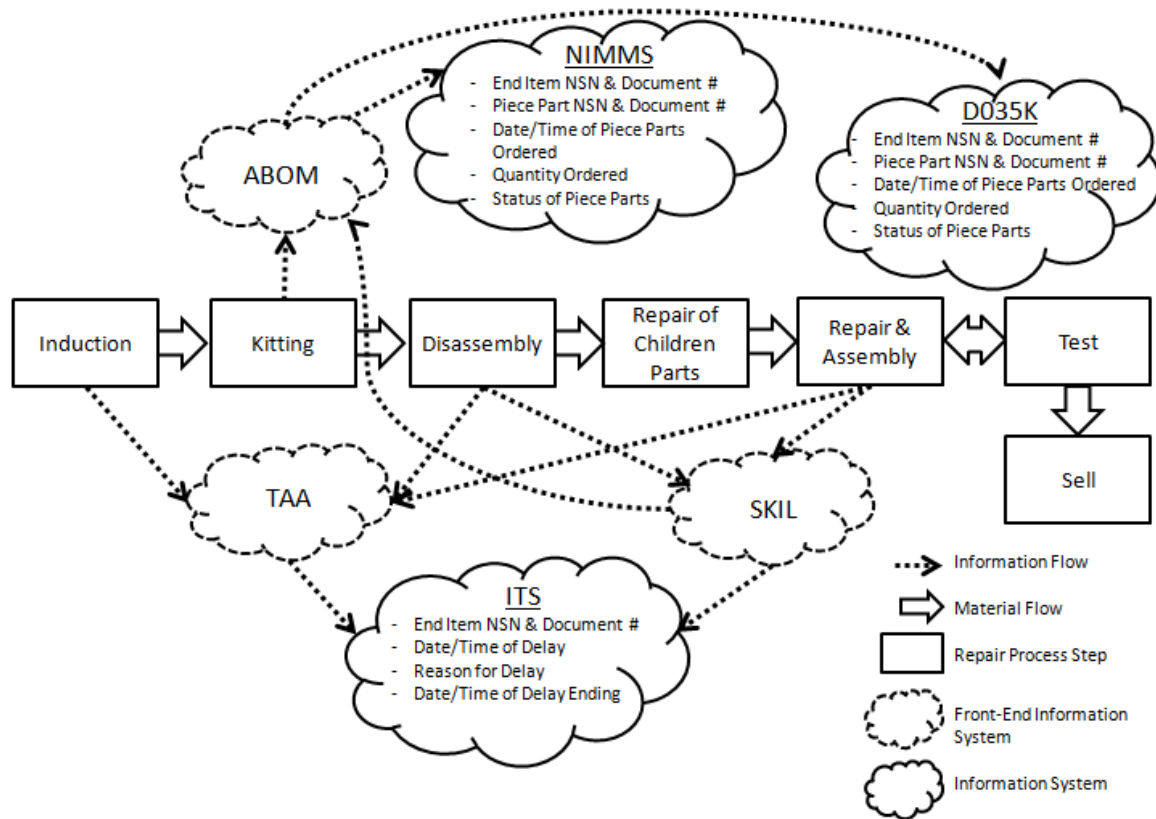 NIMMS
- End Item NSN & Document #
- Piece Part NSN & Document #
- Date/Time of Piece Parts
Ordered
- Quantity Ordered
- Status of Piece Parts
D035K
- End Item NSN & Document #
- Piece Part NSN & Document #
- Date/Time of Piece Parts Ordered
- Quantity Ordered
- Status of Piece Parts
ABOM
Induction
Kitting
Disassembly
Repair of
Children
Parts
Repair &
Assembly
Test
Sell
TAA
SKIL
ITS
- End Item NSN & Document #
- Date/Time of Delay
- Reason for Delay
- Date/Time of Delay Ending
Information Flow
Material Flow
Repair Process Step
Front-End Information
System
Information System